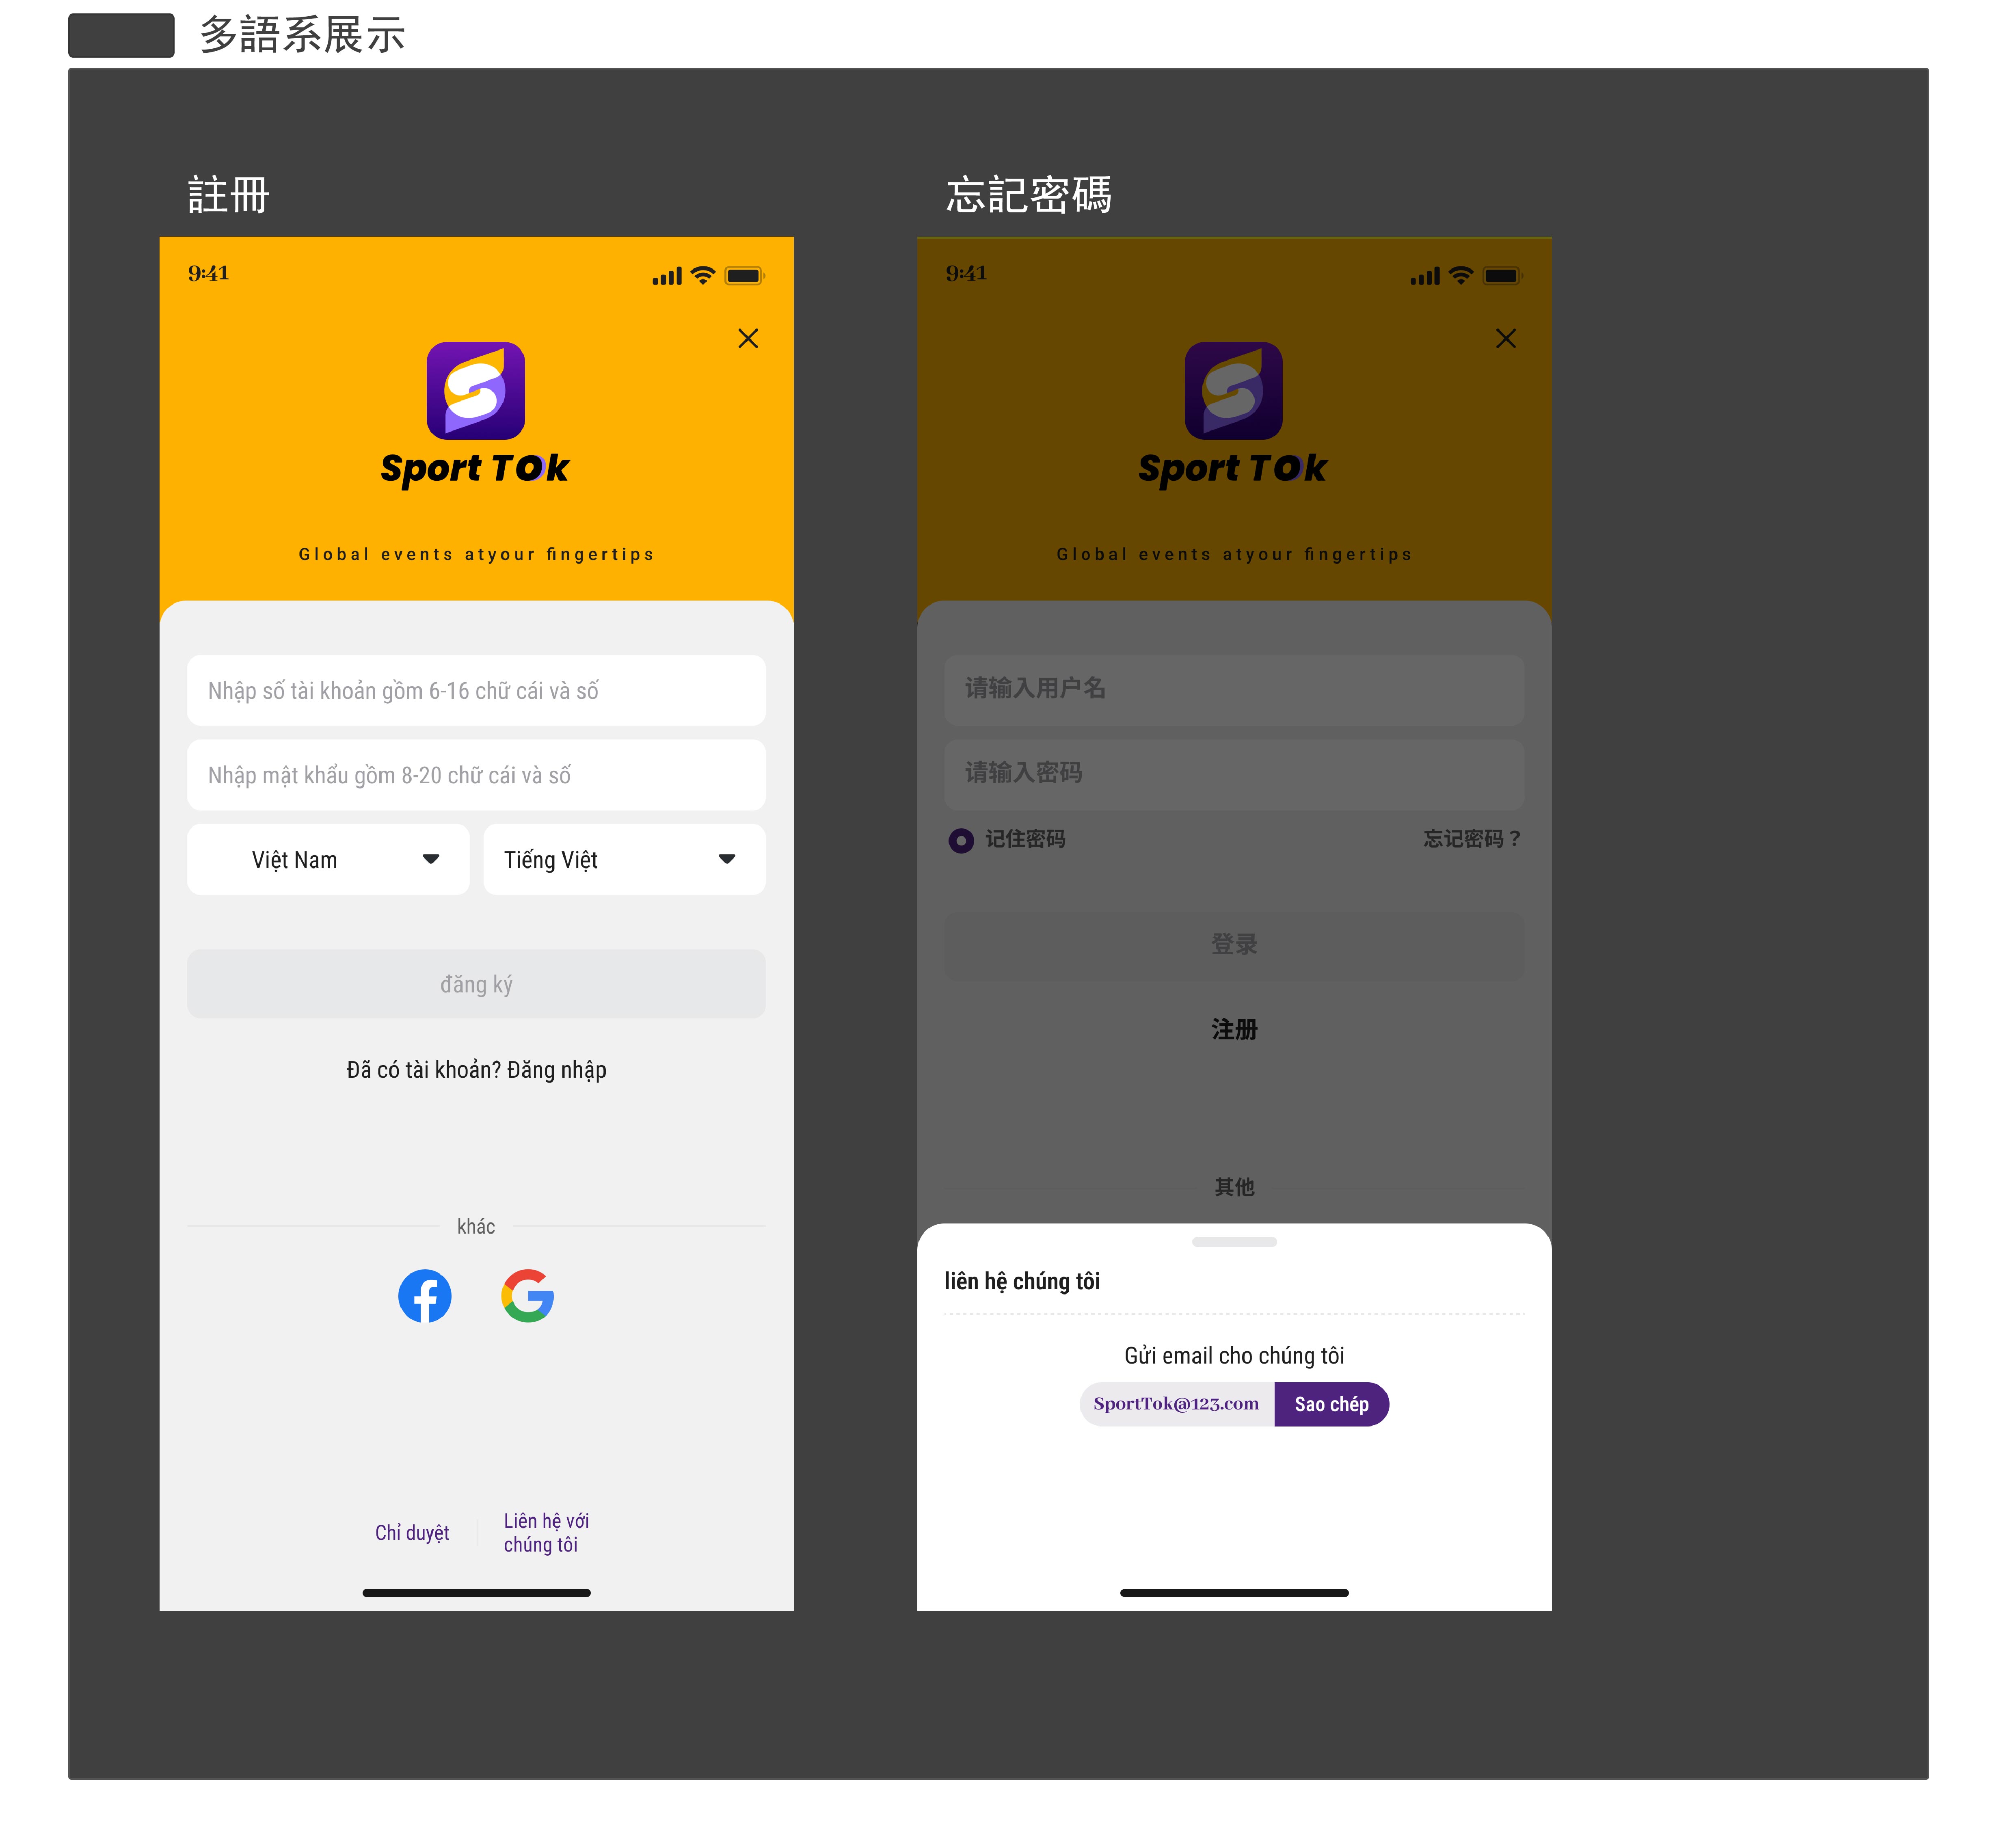 多語系展示
註冊
9:41
Sport Tok
Global events atyour fingertips
Nhập số tài khoản gồm 6-16 chữ cái và số
Nhập mật khẩu gồm 8-20 chữ cái và số
Việt Nam
Tiếng Việt
đăng ký
Đã có tài khoản? Đăng nhập
khác
Chỉ duyệt
Liên hệ với
chúng tôi
忘記密碼
9:41
Sport Tok
Global events atyour fingertips
请输入用户名
请输入密码
记住密码
忘记密码？
登录
注册
其他
liên hệ chúng tôi
Gửi email cho chúng tôi
SportTok@123.com
Sao chép